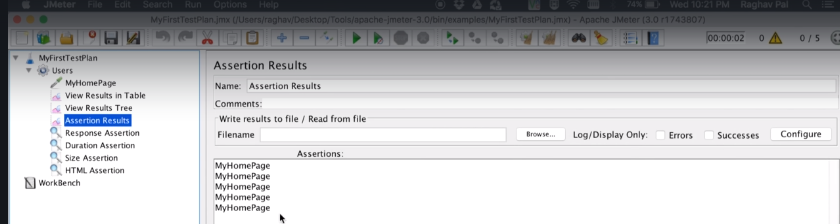 JMeter File Edit Search Run Options Help 74% Wed 10:21 PM Raghav Pal
MyFirstTestPlan.jmx (/Users/raghav/Desktop/Tools/apache-jmeter-3.0/bin/examples/MyFirstTestPlan.jmx) - Apache JMeter (3.0 r1743807)
00:00:02 0 0 / 5
MyFirstTestPlan
Users
MyHomePage
View Results in Table
View Results Tree
Assertion Results
Response Assertion
Duration Assertion
Size Assertion
HTML Assertion
WorkBench
Assertion Results
Name: Assertion Results
Comments:
Write results to file / Read from file
Filename Browse... Log/Display Only: Errors Successes Configure
Assertions:
MyHomePage
MyHomePage
MyHomePage
MyHomePage
MyHomePage